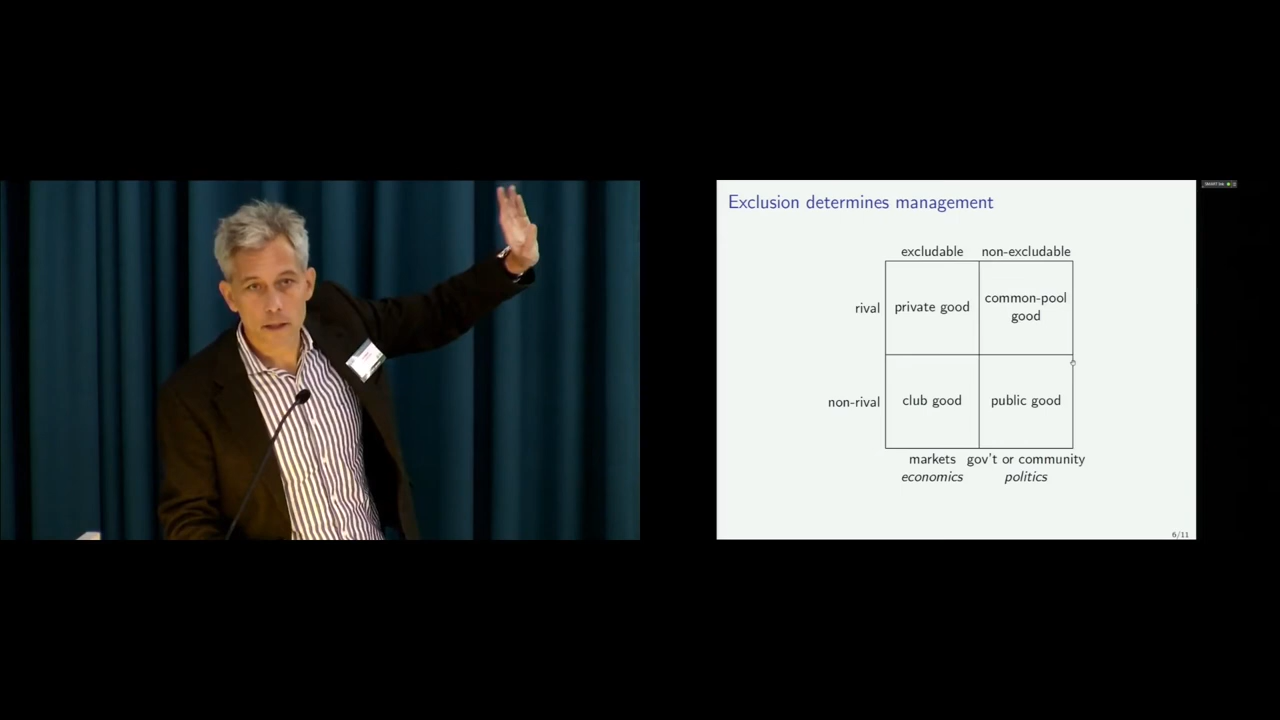 Exclusion determines management
excludable non-excludable
rival
private good
common-pool
good
non-rival
club good
public good
markets gov't or community
economics politics
6/11